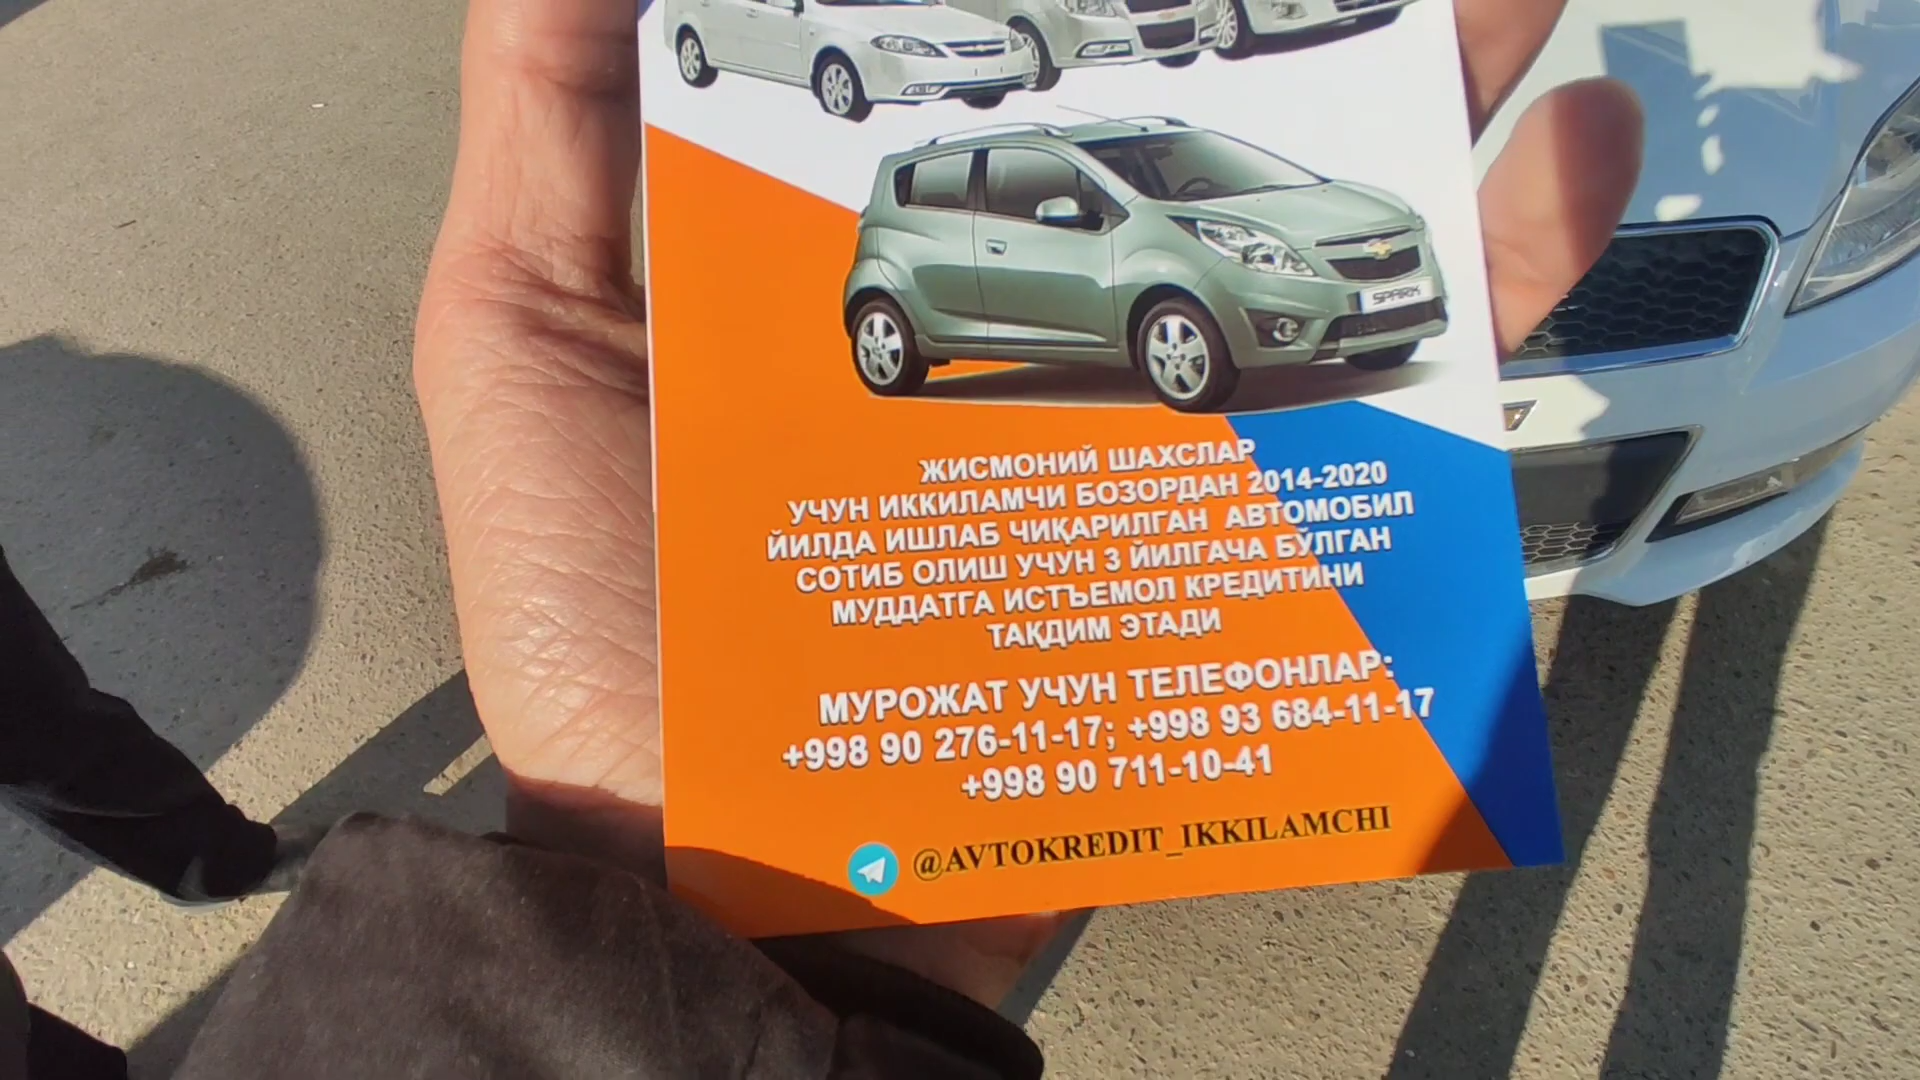 SPARK
ЖИСМОНИЙ ШАХСЛАР
УЧУН ИККИЛАМЧИ БОЗОРДАН 2014-2020
ЙИЛДА ИШЛАБ ЧИҚАРИЛГАН АВТОМОБИЛ
СОТИБ ОЛИШ УЧУН 3 ЙИЛГАЧА БЎЛГАН
МУДДАТГА ИСТЪЕМОЛ КРЕДИТИНИ
ТАҚДИМ ЭТАДИ
МУРОЖАТ УЧУН ТЕЛЕФОНЛАР:
+998 90 276-11-17; +998 93 684-11-17
+998 90 711-10-41
@AVTOKREDIT_IKKILAMCHI